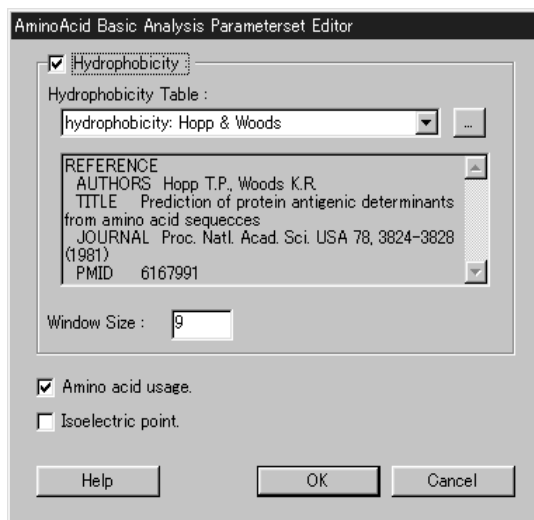 AminoAcid Basic Analysis Parameterset Editor
Hydrophobicity :
Hydrophobicity Table :
hydrophobicity: Hopp & Woods
...
REFERENCE
AUTHORS Hopp T.P., Woods K.R.
TITLE Prediction of protein antigenic determinants
from amino acid sequecces
JOURNAL Proc. Natl. Acad. Sci. USA 78, 3824-3828
(1981)
PMID 6167991
Window Size : 9
Amino acid usage.
Isoelectric point.
Help OK Cancel